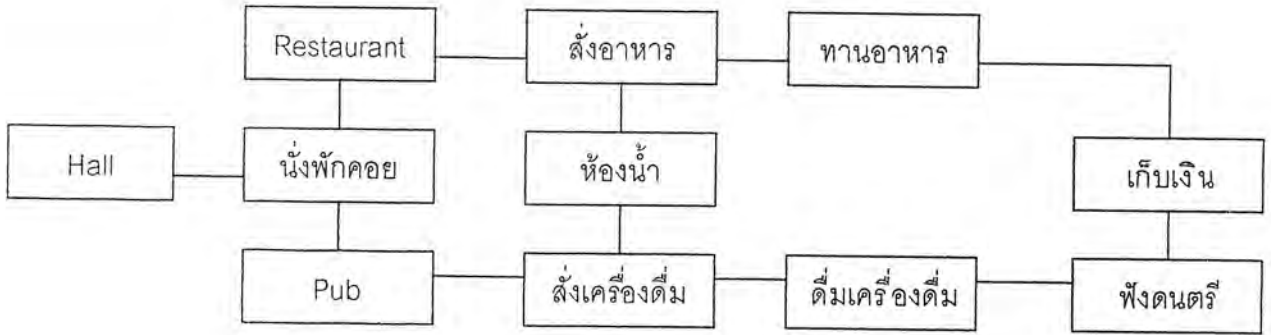 Restaurant
สั่งอาหาร
ทานอาหาร
Hall
นั่งพักคอย
ห้องน้ำ
เก็บเงิน
Pub
สั่งเครื่องดื่ม
ดื่มเครื่องดื่ม
ฟังดนตรี